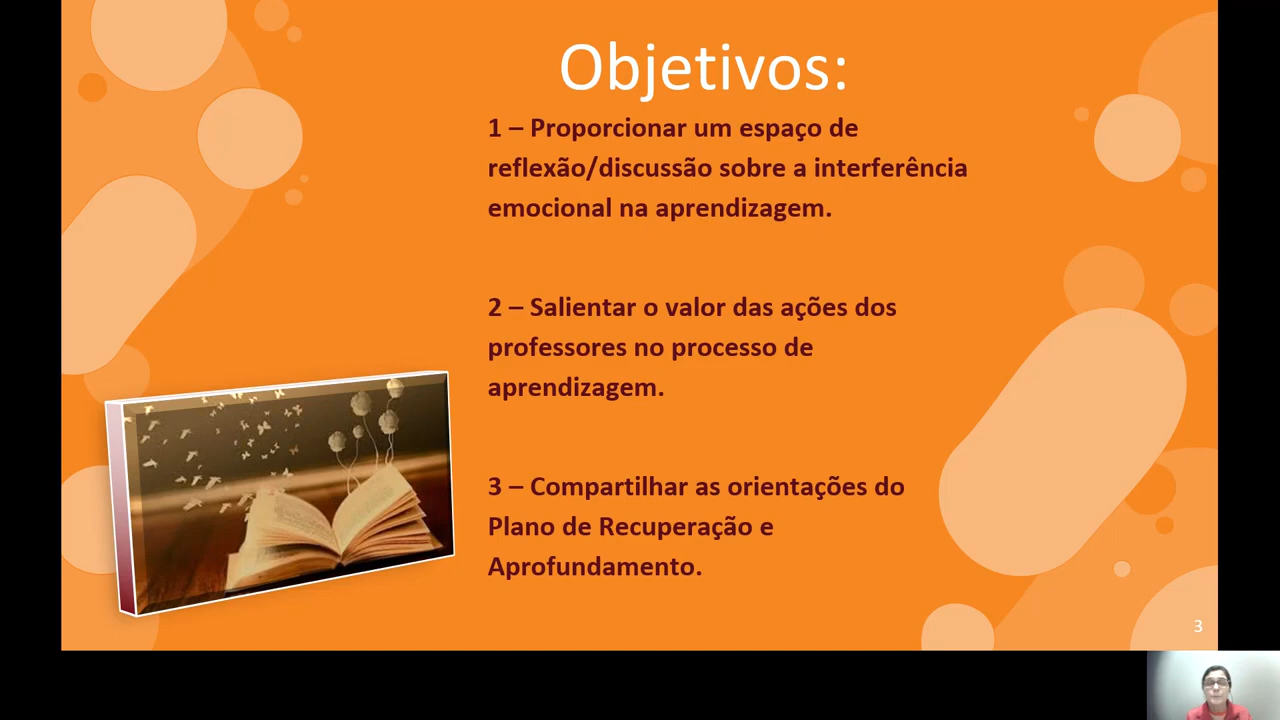 Objetivos:
1 – Proporcionar um espaço de
reflexão/discussão sobre a interferência
emocional na aprendizagem.
2 – Salientar o valor das ações dos
professores no processo de
aprendizagem.
3 – Compartilhar as orientações do
Plano de Recuperação e
Aprofundamento.
3